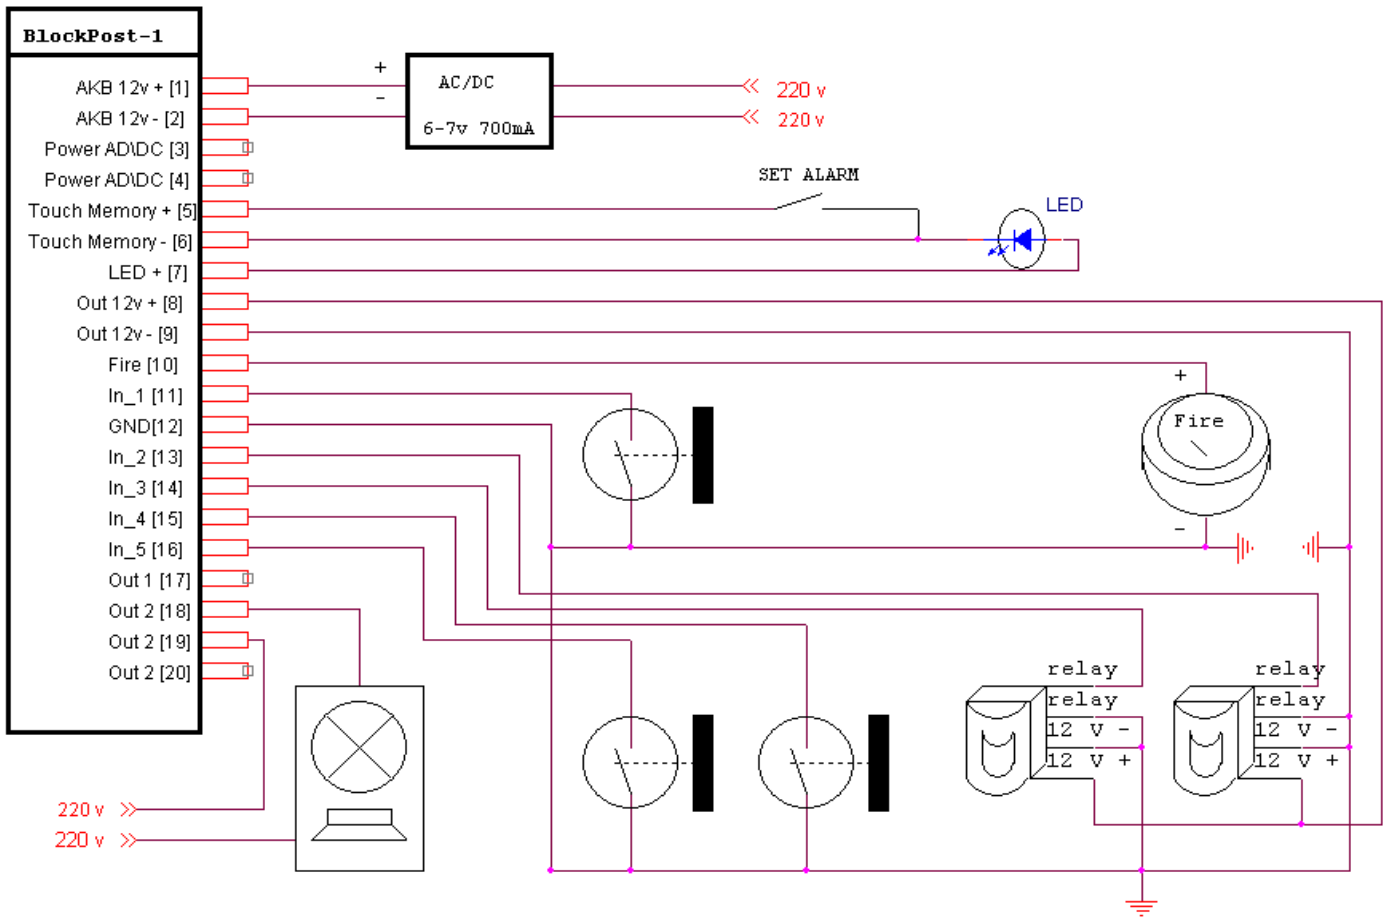 BlockPost-1
AKB 12v + [1]
AKB 12v - [2]
Power AD\DC [3]
Power AD\DC [4]
Touch Memory + [5]
Touch Memory - [6]
LED + [7]
Out 12v + [8]
Out 12v - [9]
Fire [10]
In_1 [11]
GND[12]
In_2 [13]
In_3 [14]
In_4 [15]
In_5 [16]
Out 1 [17]
Out 2 [18]
Out 2 [19]
Out 2 [20]
+
-
AC/DC
6-7v 700mA
220 v
220 v
SET ALARM
LED
+
Fire
-
relay
relay
12 V -
12 V +
relay
relay
12 V -
12 V +
220 v
220 v